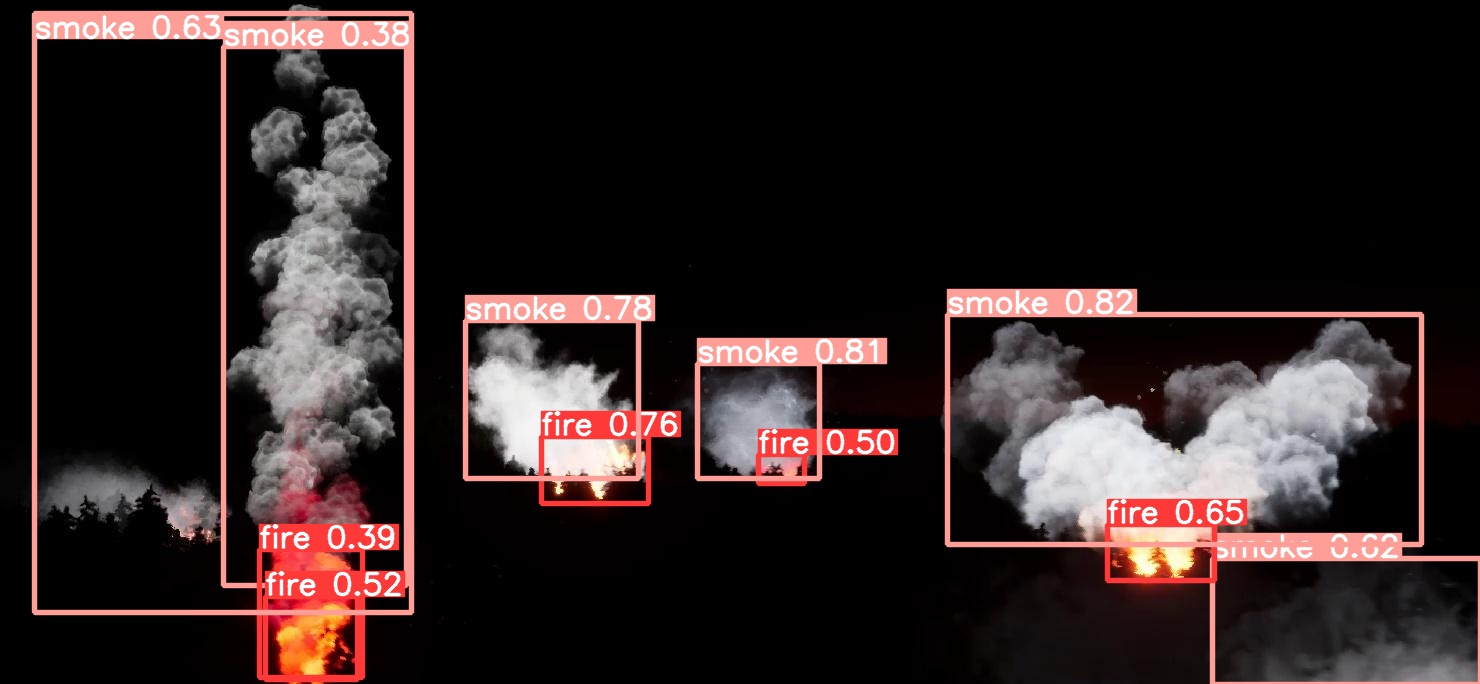 smoke 0.63
smoke 0.38
smoke 0.78
smoke 0.81
smoke 0.82
fire 0.76
fire 0.50
fire 0.65
fire 0.39
smoke 0.62
fire 0.52